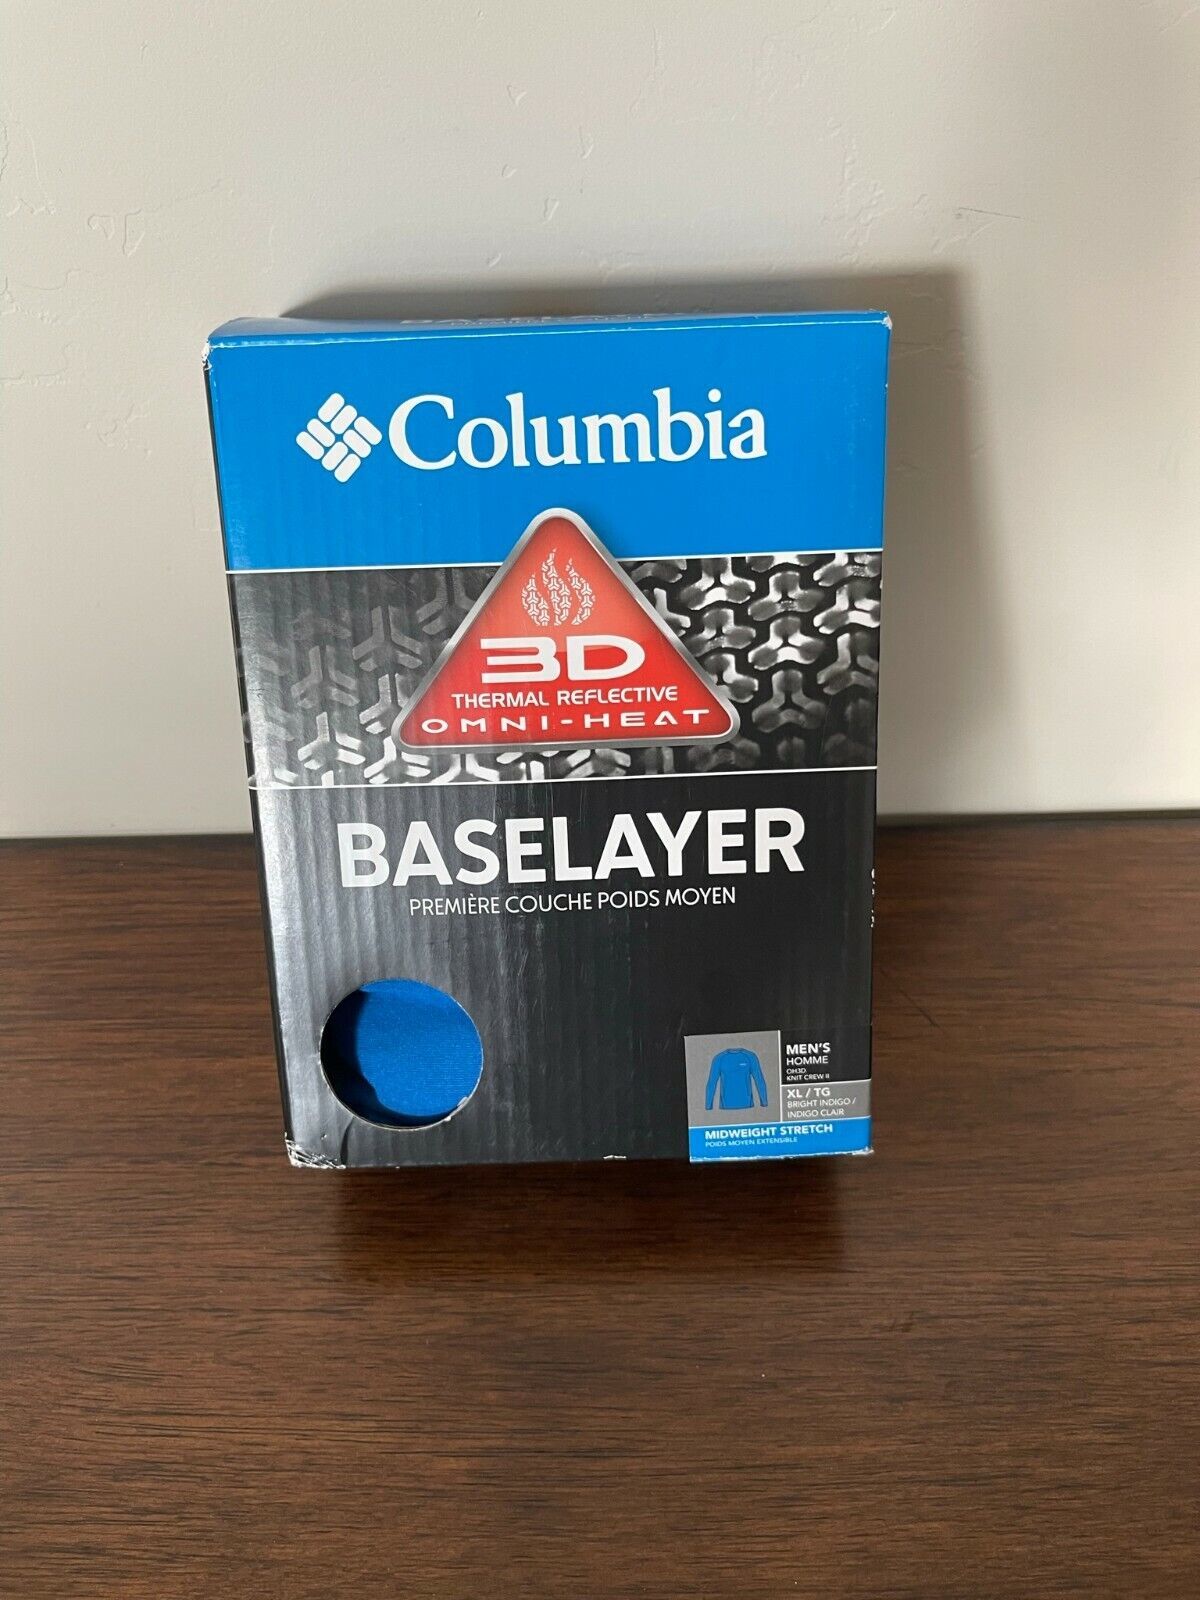 Columbia
3D
THERMAL REFLECTIVE
OMNI-HEAT
BASELAYER
PREMIÈRE COUCHE POIDS MOYEN
MEN'S
HOMME
OH3D
KNIT CREW II
XL / TG
BRIGHT INDIGO /
INDIGO CLAIR
MIDWEIGHT STRETCH
POIDS MOYEN EXTENSIBLE